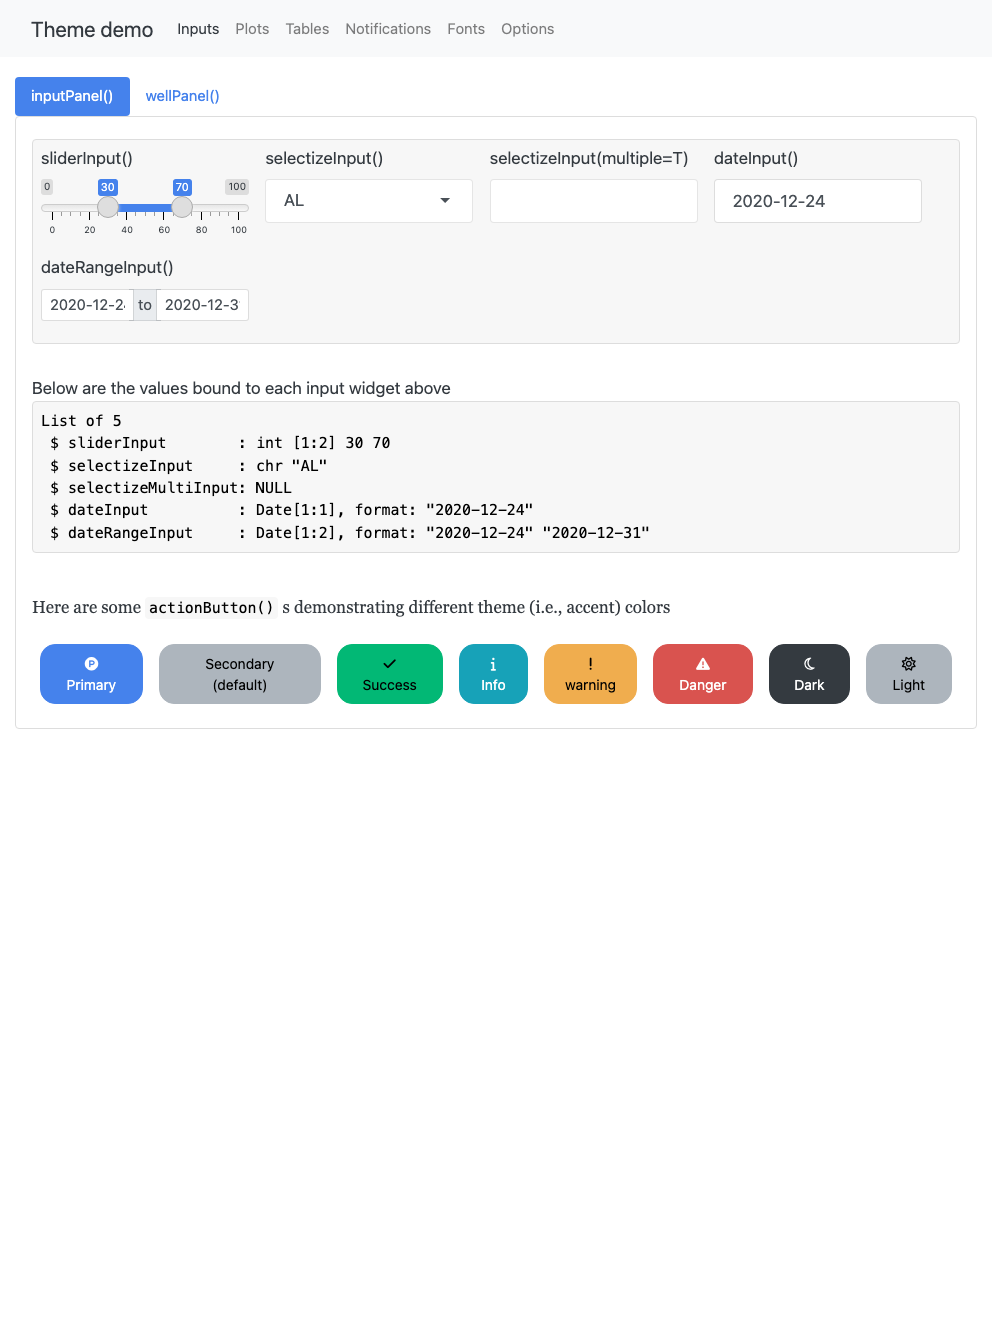 Theme demo Inputs Plots Tables Notifications Fonts Options
inputPanel() wellPanel()
sliderInput() selectizeInput() selectizeInput(multiple=T) dateInput()
0 30 70 100
AL 2020-12-24
0 20 40 60 80 100
dateRangeInput()
2020-12-2 to 2020-12-3
Below are the values bound to each input widget above
List of 5
$ sliderInput : int [1:2] 30 70
$ selectizeInput : chr "AL"
$ selectizeMultiInput: NULL
$ dateInput : Date[1:1], format: "2020-12-24"
$ dateRangeInput : Date[1:2], format: "2020-12-24" "2020-12-31"
Here are some actionButton() s demonstrating different theme (i.e., accent) colors
Primary
Secondary
(default)
Success
Info
warning
Danger
Dark
Light